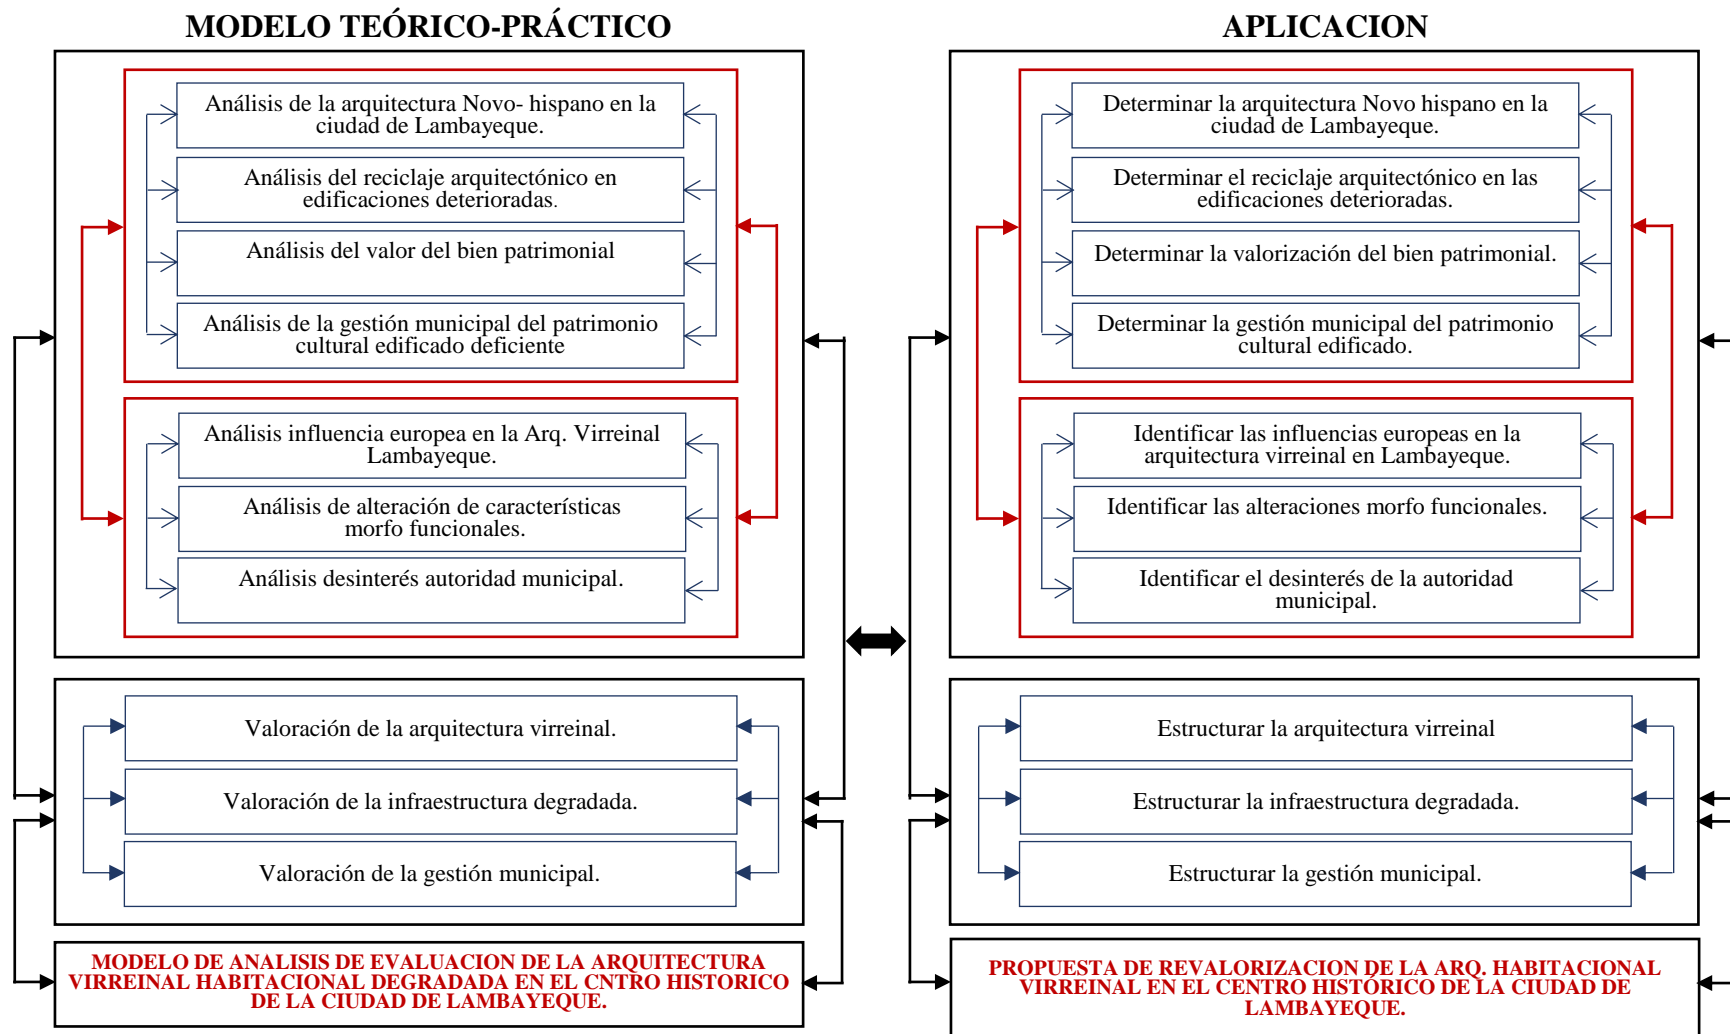 MODELO TEÓRICO-PRÁCTICO
Análisis de la arquitectura Novo- hispano en la
ciudad de Lambayeque.
Análisis del reciclaje arquitectónico en
edificaciones deterioradas.
Análisis del valor del bien patrimonial
Análisis de la gestión municipal del patrimonio
cultural edificado deficiente
Análisis influencia europea en la Arq. Virreinal
Lambayeque.
Análisis de alteración de características
morfo funcionales.
Análisis desinterés autoridad municipal.
Valoración de la arquitectura virreinal.
Valoración de la infraestructura degradada.
Valoración de la gestión municipal.
MODELO DE ANALISIS DE EVALUACION DE LA ARQUITECTURA
VIRREINAL HABITACIONAL DEGRADADA EN EL CNTRO HISTORICO
DE LA CIUDAD DE LAMBAYEQUE.
APLICACION
Determinar la arquitectura Novo hispano en la
ciudad de Lambayeque.
Determinar el reciclaje arquitectónico en las
edificaciones deterioradas.
Determinar la valorización del bien patrimonial.
Determinar la gestión municipal del patrimonio
cultural edificado.
Identificar las influencias europeas en la
arquitectura virreinal en Lambayeque.
Identificar las alteraciones morfo funcionales.
Identificar el desinterés de la autoridad
municipal.
Estructurar la arquitectura virreinal
Estructurar la infraestructura degradada.
Estructurar la gestión municipal.
PROPUESTA DE REVALORIZACION DE LA ARQ. HABITACIONAL
VIRREINAL EN EL CENTRO HISTÓRICO DE LA CIUDAD DE
LAMBAYEQUE.